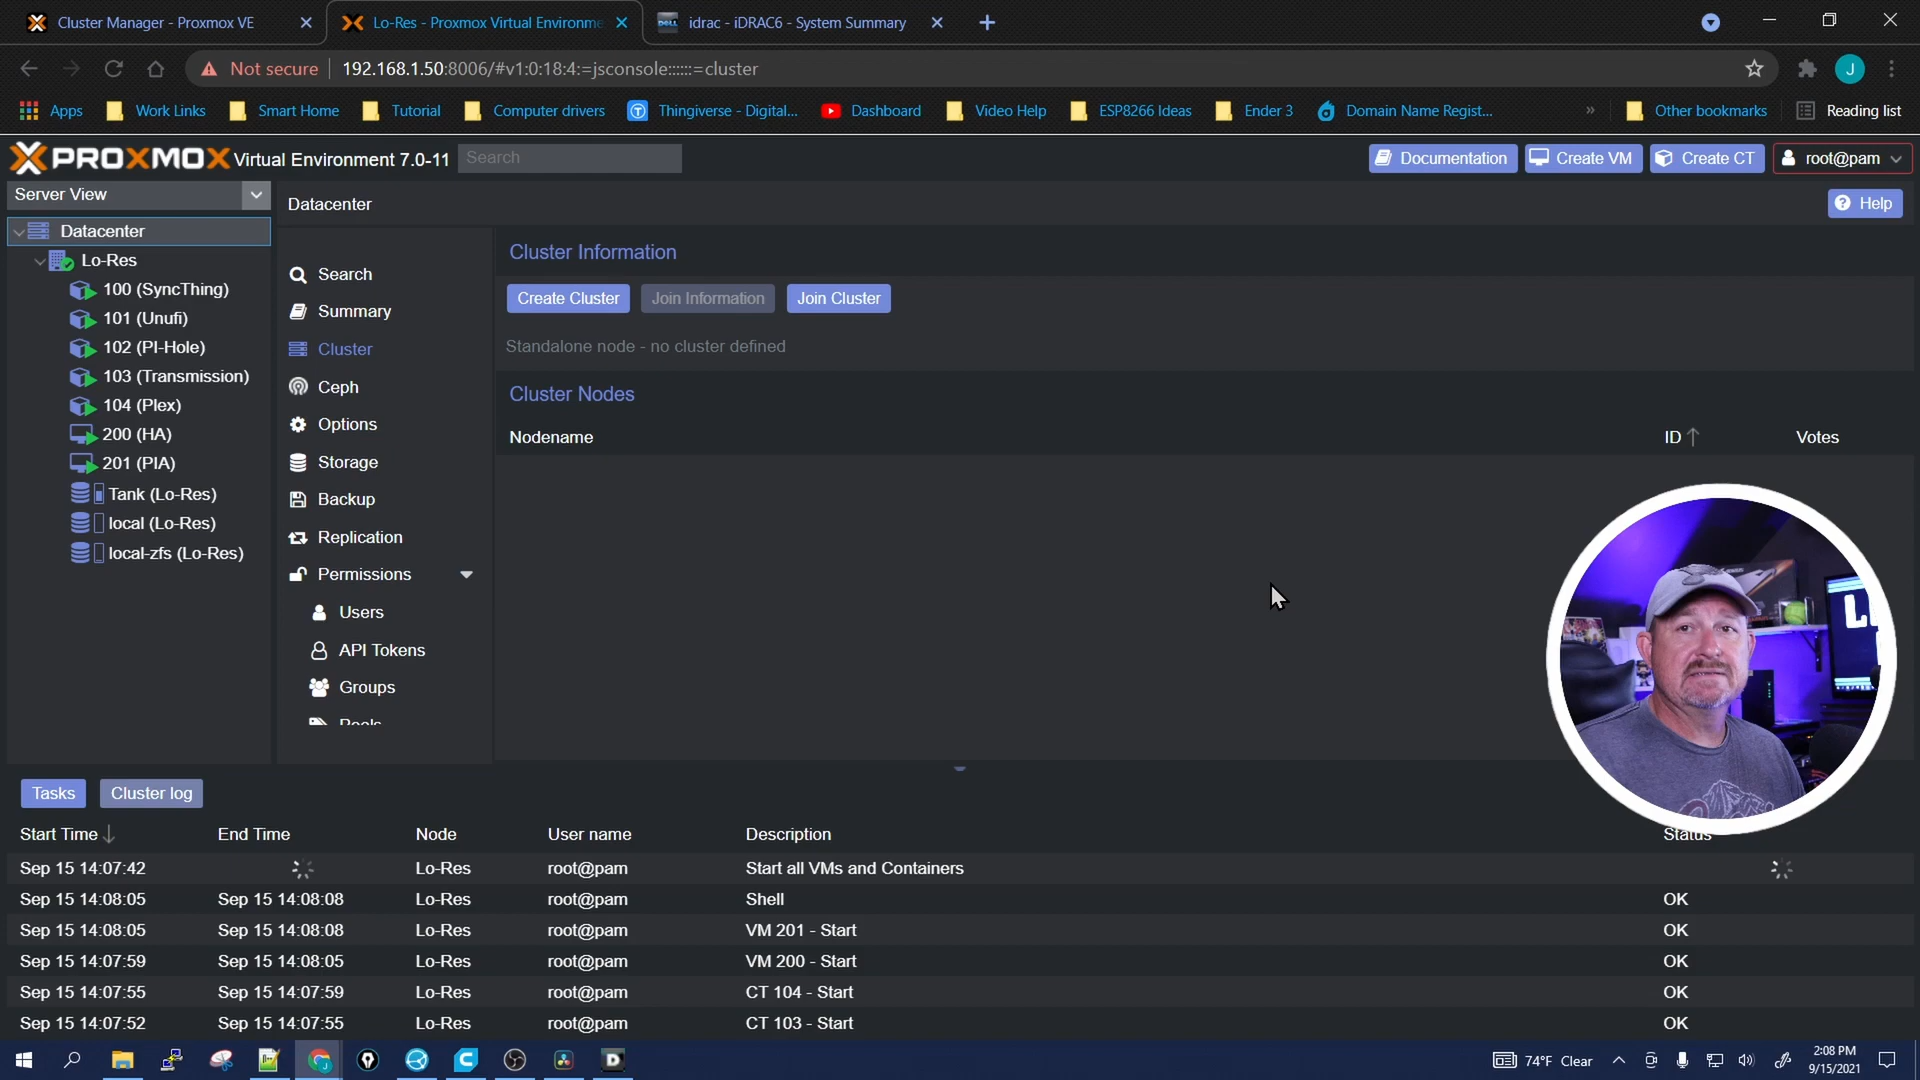 Cluster Manager - Proxmox VE
Lo-Res - Proxmox Virtual Environme
DELL
idrac - iDRAC6 - System Summary
Not secure
192.168.1.50:8006/#v1:0:18:4:=jsconsole::::::=cluster
J
Apps
Work Links
Smart Home
Tutorial
Computer drivers
Thingiverse - Digital...
Dashboard
Video Help
ESP8266 Ideas
Ender 3
Domain Name Regist...
»
Other bookmarks
Reading list
PROXMOX Virtual Environment 7.0-11
Search
Documentation
Create VM
Create CT
root@pam
Server View
Datacenter
Help
Datacenter
Lo-Res
100 (SyncThing)
101 (Unufi)
102 (PI-Hole)
103 (Transmission)
104 (Plex)
200 (HA)
201 (PIA)
Tank (Lo-Res)
local (Lo-Res)
local-zfs (Lo-Res)
Search
Summary
Cluster
Ceph
Options
Storage
Backup
Replication
Permissions
Users
API Tokens
Groups
Pools
Cluster Information
Create Cluster
Join Information
Join Cluster
Standalone node - no cluster defined
Cluster Nodes
Nodename
ID
Votes
Tasks
Cluster log
Start Time
End Time
Node
User name
Description
Status
Sep 15 14:07:42
Lo-Res
root@pam
Start all VMs and Containers
Sep 15 14:08:05
Sep 15 14:08:08
Lo-Res
root@pam
Shell
OK
Sep 15 14:08:05
Sep 15 14:08:08
Lo-Res
root@pam
VM 201 - Start
OK
Sep 15 14:07:59
Sep 15 14:08:05
Lo-Res
root@pam
VM 200 - Start
OK
Sep 15 14:07:55
Sep 15 14:07:59
Lo-Res
root@pam
CT 104 - Start
OK
Sep 15 14:07:52
Sep 15 14:07:55
Lo-Res
root@pam
CT 103 - Start
OK
74°F Clear
2:08 PM
9/15/2021